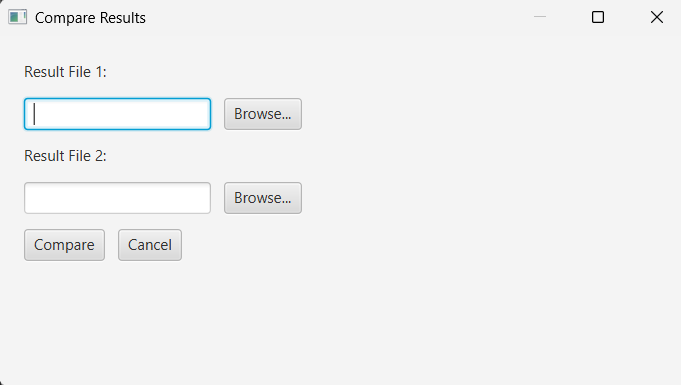 Compare Results
Result File 1:
Browse...
Result File 2:
Browse...
Compare Cancel